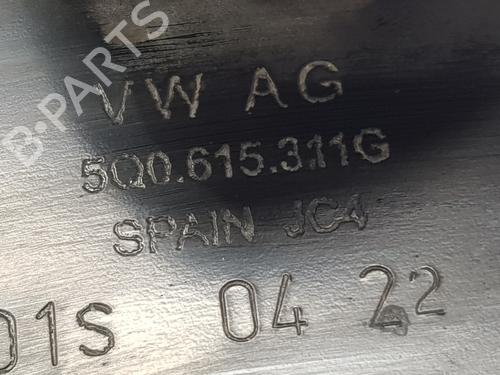 B-PARTS
VW AG
5Q0.615.311G
SPAIN JC4
01S 04 22